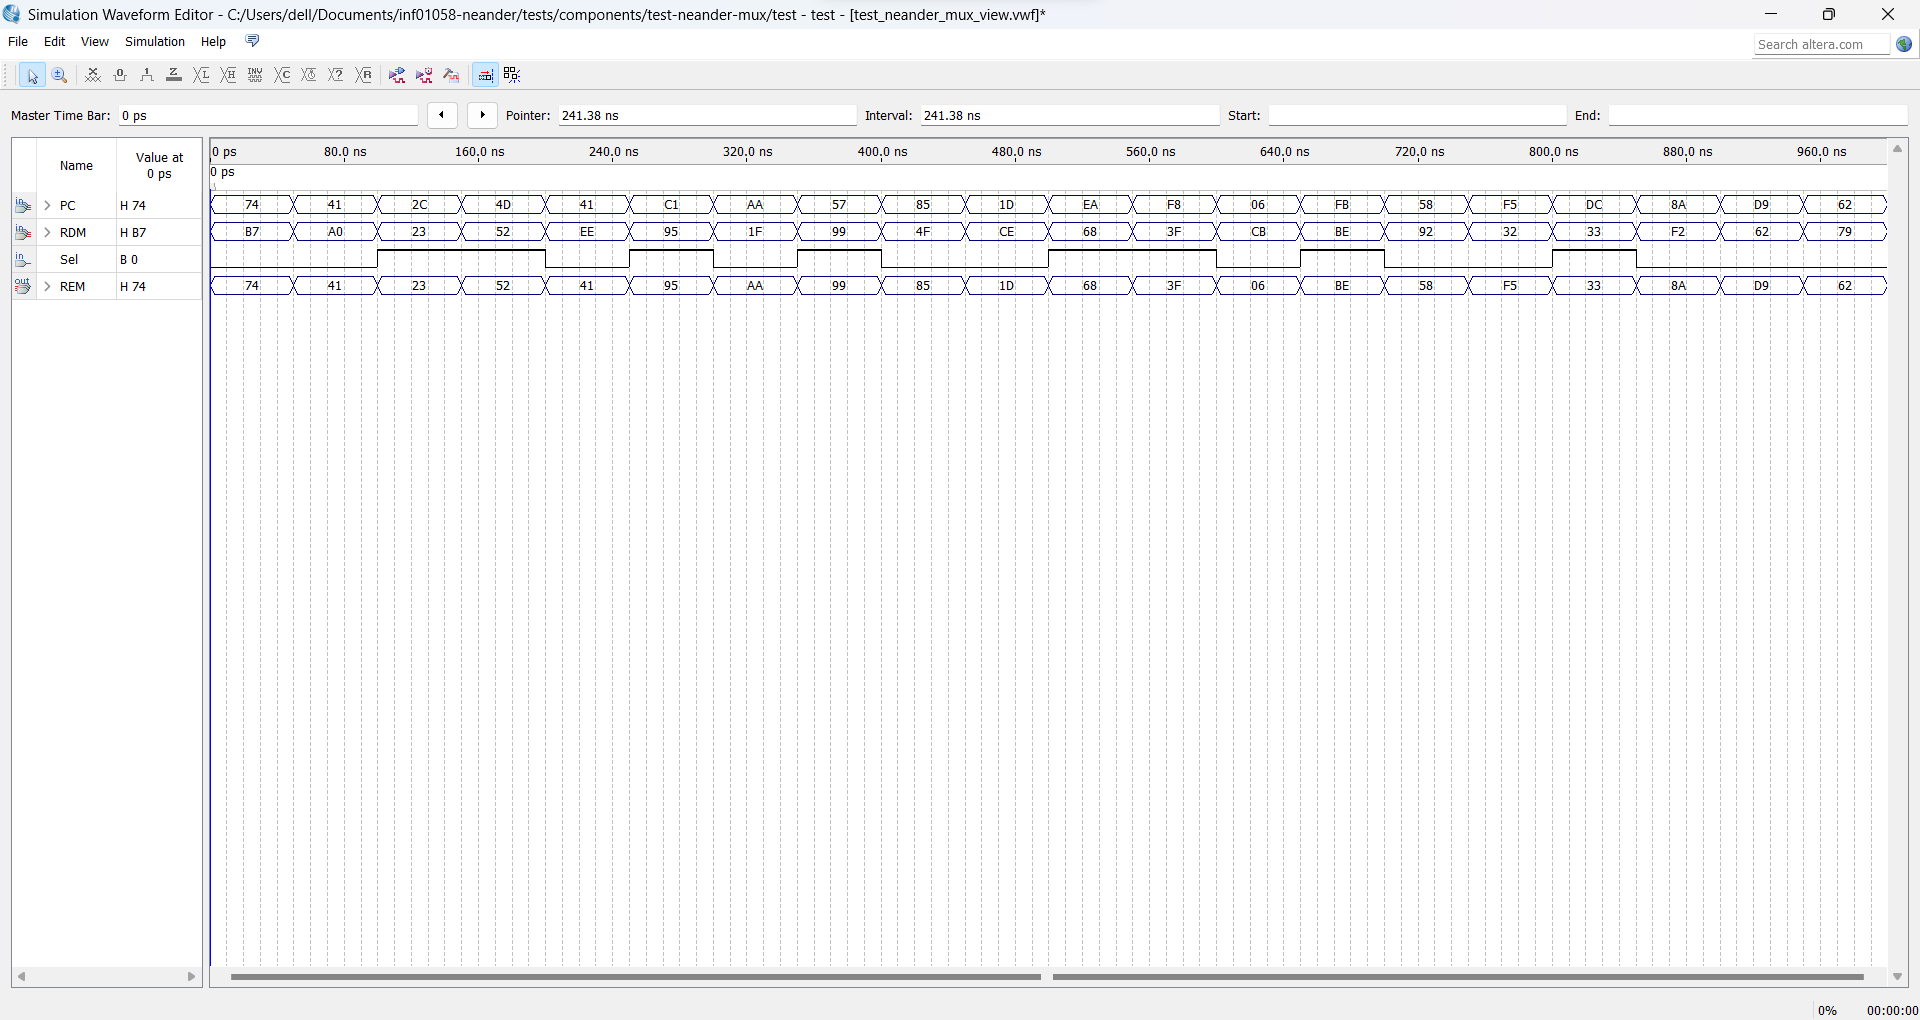 Simulation Waveform Editor - C:/Users/dell/Documents/inf01058-neander/tests/components/test-neander-mux/test - test - [test_neander_mux_view.vwf]*
File Edit View Simulation Help
Search altera.com
Master Time Bar: 0 ps Pointer: 241.38 ns Interval: 241.38 ns Start: End:
Name Value at 0 ps
0 ps 80.0 ns 160.0 ns 240.0 ns 320.0 ns 400.0 ns 480.0 ns 560.0 ns 640.0 ns 720.0 ns 800.0 ns 880.0 ns 960.0 ns
0 ps
PC H 74 74 41 2C 4D 41 C1 AA 57 85 1D EA F8 06 FB 58 F5 DC 8A D9 62
RDM H B7 B7 A0 23 52 EE 95 1F 99 4F CE 68 3F CB BE 92 32 33 F2 62 79
Sel B 0
REM H 74 74 41 23 52 41 95 AA 99 85 1D 68 3F 06 BE 58 F5 33 8A D9 62
0% 00:00:00